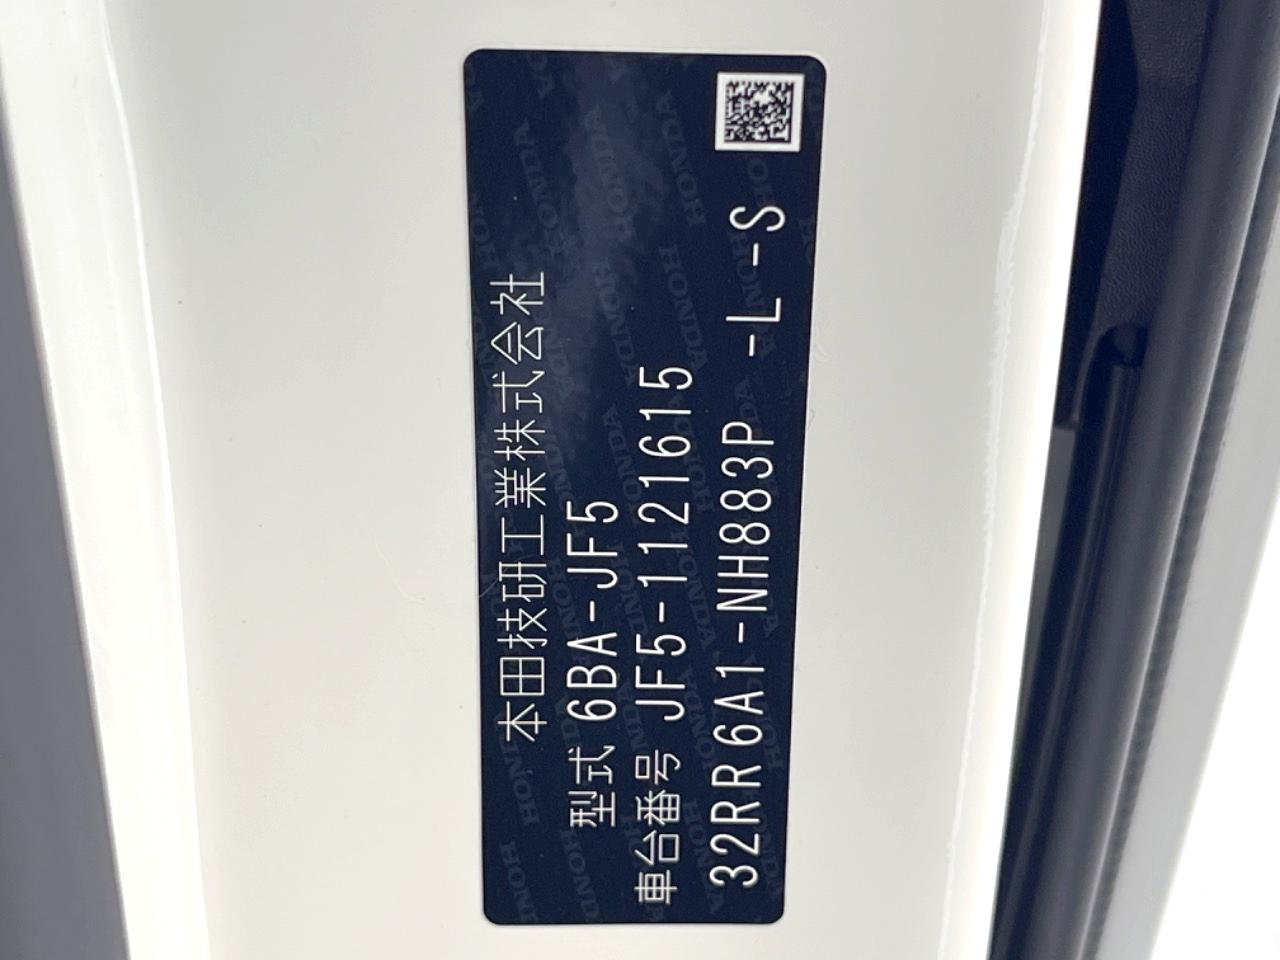 本田技研工業株式会社
型式 6BA-JF5
車台番号 JF5-1121615
32RR6A1-NH883P -L -S